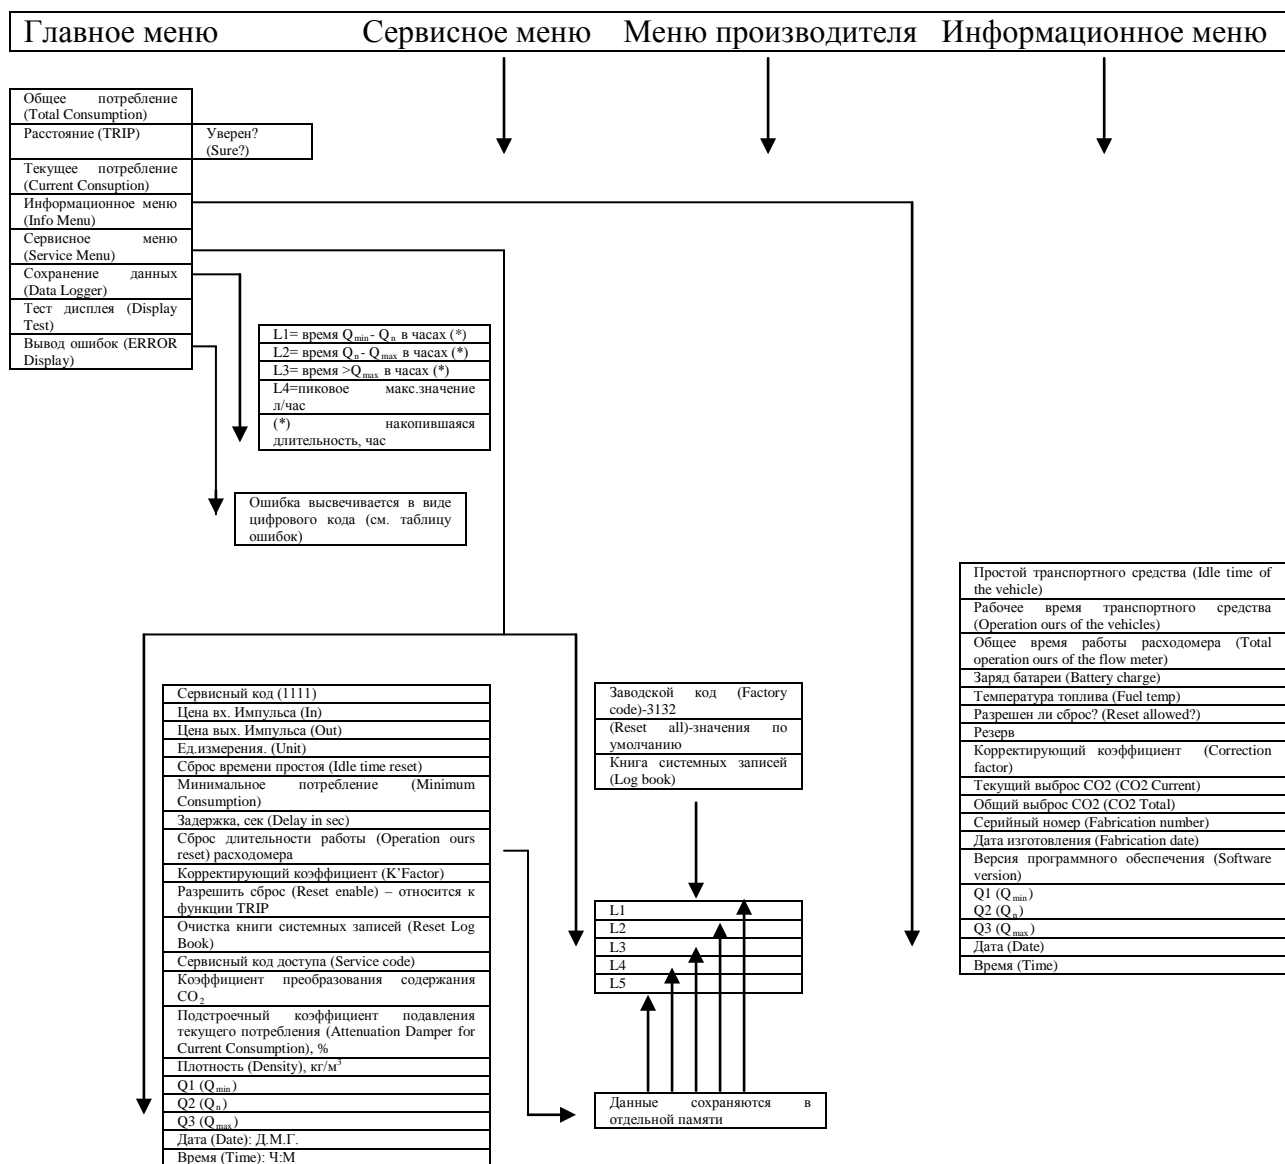 Главное меню Сервисное меню Меню производителя Информационное меню
Общее потребление
(Total Consumption)
Расстояние (TRIP)
Уверен?
(Sure?)
Текущее потребление
(Current Consuption)
Информационное меню
(Info Menu)
Сервисное меню
(Service Menu)
Сохранение данных
(Data Logger)
Тест дисплея (Display
Test)
Вывод ошибок (ERROR
Display)
L1= время Qmin- Qn в часах (*)
L2= время Qn- Qmax в часах (*)
L3= время >Qmax в часах (*)
L4=пиковое макс.значение
л/час
(*) накопившаяся
длительность, час
Ошибка высвечивается в виде
цифрового кода (см. таблицу
ошибок)
Сервисный код (1111)
Цена вх. Импульса (In)
Цена вых. Импульса (Out)
Ед.измерения. (Unit)
Сброс времени простоя (Idle time reset)
Минимальное потребление (Minimum
Consumption)
Задержка, сек (Delay in sec)
Сброс длительности работы (Operation ours
reset) расходомера
Корректирующий коэффициент (K'Factor)
Разрешить сброс (Reset enable) – относится к
функции TRIP
Очистка книги системных записей (Reset Log
Book)
Сервисный код доступа (Service code)
Коэффициент преобразования содержания
CO2
Подстроечный коэффициент подавления
текущего потребления (Attenuation Damper for
Current Consumption), %
Плотность (Density), кг/м³
Q1 (Qmin)
Q2 (Qn)
Q3 (Qmax)
Дата (Date): Д.М.Г.
Время (Time): Ч:М
Заводской код (Factory
code)-3132
(Reset all)-значения по
умолчанию
Книга системных записей
(Log book)
L1
L2
L3
L4
L5
Данные сохраняются в
отдельной памяти
Простой транспортного средства (Idle time of
the vehicle)
Рабочее время транспортного средства
(Operation ours of the vehicles)
Общее время работы расходомера (Total
operation ours of the flow meter)
Заряд батареи (Battery charge)
Температура топлива (Fuel temp)
Разрешен ли сброс? (Reset allowed?)
Резерв
Корректирующий коэффициент (Correction
factor)
Текущий выброс CO2 (CO2 Current)
Общий выброс CO2 (CO2 Total)
Серийный номер (Fabrication number)
Дата изготовления (Fabrication date)
Версия программного обеспечения (Software
version)
Q1 (Qmin)
Q2 (Qn)
Q3 (Qmax)
Дата (Date)
Время (Time)